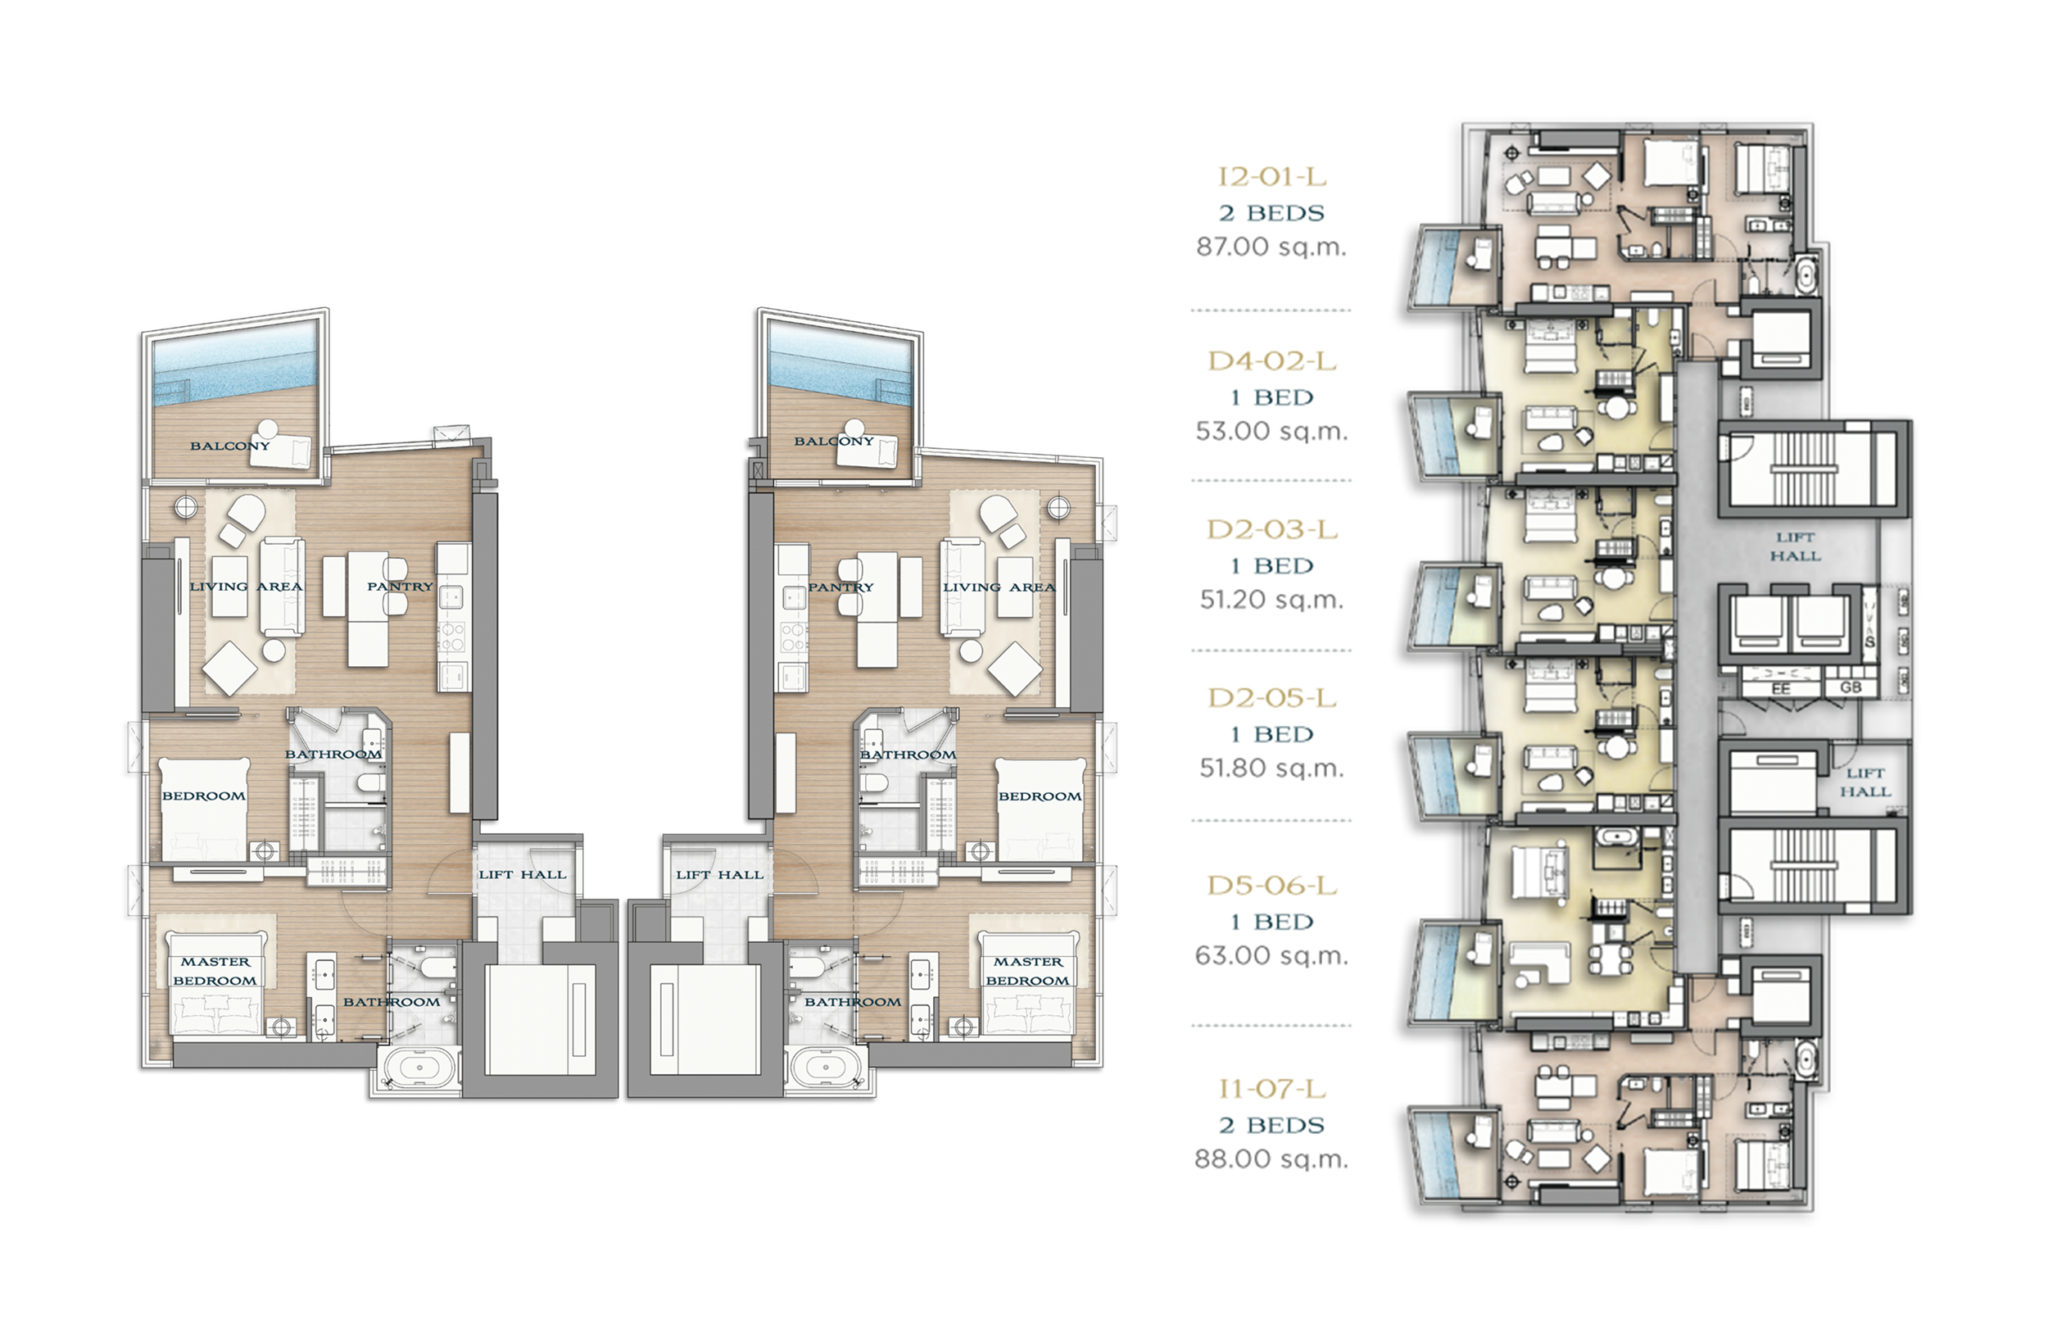 BALCONY
LIVING AREA
PANTRY
BATHROOM
BEDROOM
LIFT HALL
MASTER
BEDROOM
BATHROOM
BALCONY
PANTRY
LIVING AREA
BATHROOM
BEDROOM
LIFT HALL
MASTER
BEDROOM
BATHROOM
I2-01-L
2 BEDS
87.00 sq.m.
D4-02-L
1 BED
53.00 sq.m.
D2-03-L
1 BED
51.20 sq.m.
D2-05-L
1 BED
51.80 sq.m.
D5-06-L
1 BED
63.00 sq.m.
I1-07-L
2 BEDS
88.00 sq.m.
LIFT
HALL
S
EE
GB
LIFT
HALL